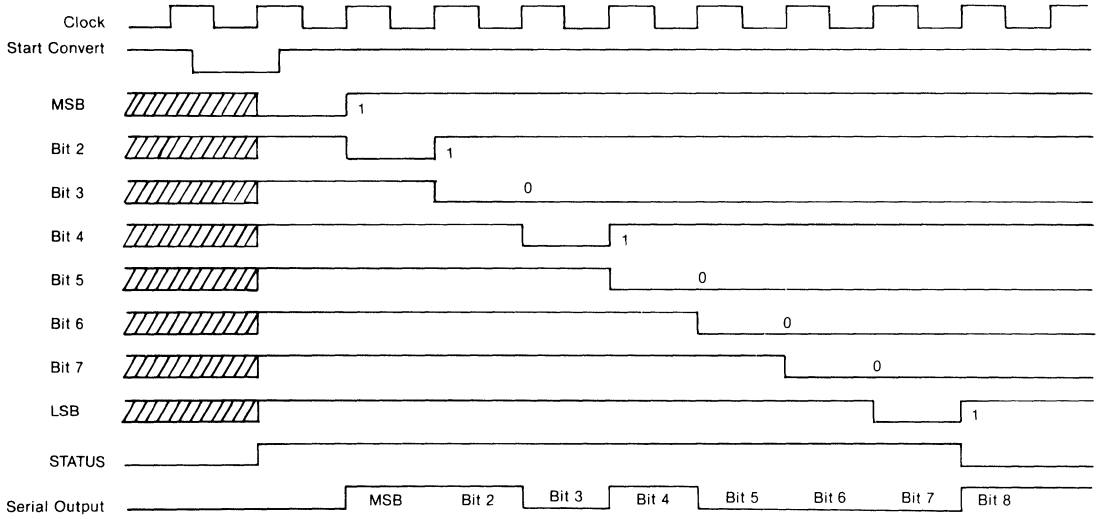 Clock
Start Convert
MSB
1
Bit 2
1
Bit 3
0
Bit 4
1
Bit 5
0
Bit 6
0
Bit 7
0
LSB
1
STATUS
Serial Output
MSB
Bit 2
Bit 3
Bit 4
Bit 5
Bit 6
Bit 7
Bit 8